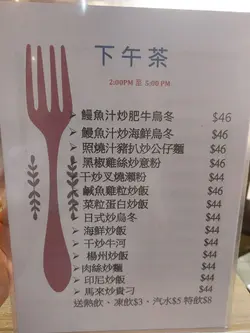 下午茶
2:00PM 至 5:00 PM
鰻魚汁炒肥牛烏冬 $46
鰻魚汁炒海鮮烏冬 $46
照燒汁豬扒炒公仔麵 $46
黑椒雞絲炒意粉 $46
干炒叉燒瀨粉 $44
鹹魚雞粒炒飯 $46
菜粒蛋白炒飯 $44
日式炒烏冬 $44
海鮮炒飯 $44
干炒牛河 $44
楊州炒飯 $44
肉絲炒麵 $44
印尼炒飯 $44
馬來炒貴刁 $44
送熱飲、凍飲$3，汽水$5 特飲$8